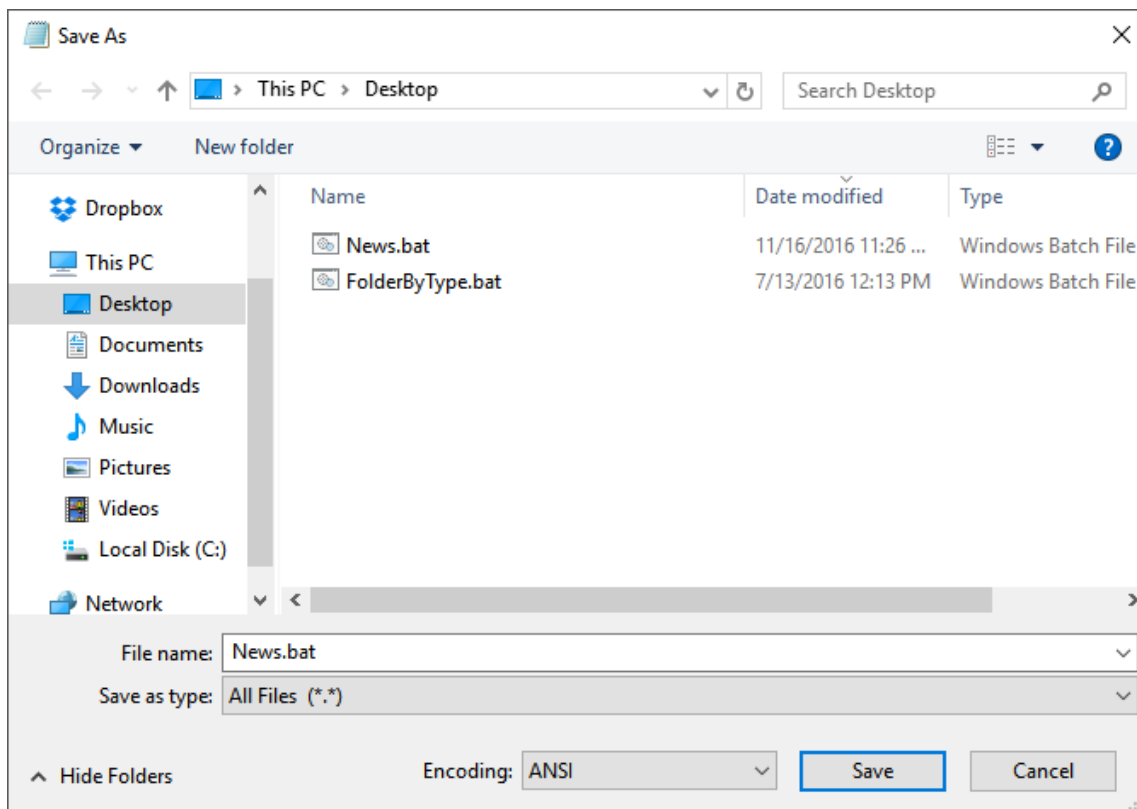 Save As
This PC > Desktop
Search Desktop
Organize
New folder
?
Name
Date modified
Type
Dropbox
This PC
Desktop
Documents
Downloads
Music
Pictures
Videos
Local Disk (C:)
Network
News.bat 11/16/2016 11:26 ... Windows Batch File
FolderByType.bat 7/13/2016 12:13 PM Windows Batch File
File name: News.bat
Save as type: All Files (*.*)
Hide Folders
Encoding: ANSI
Save
Cancel